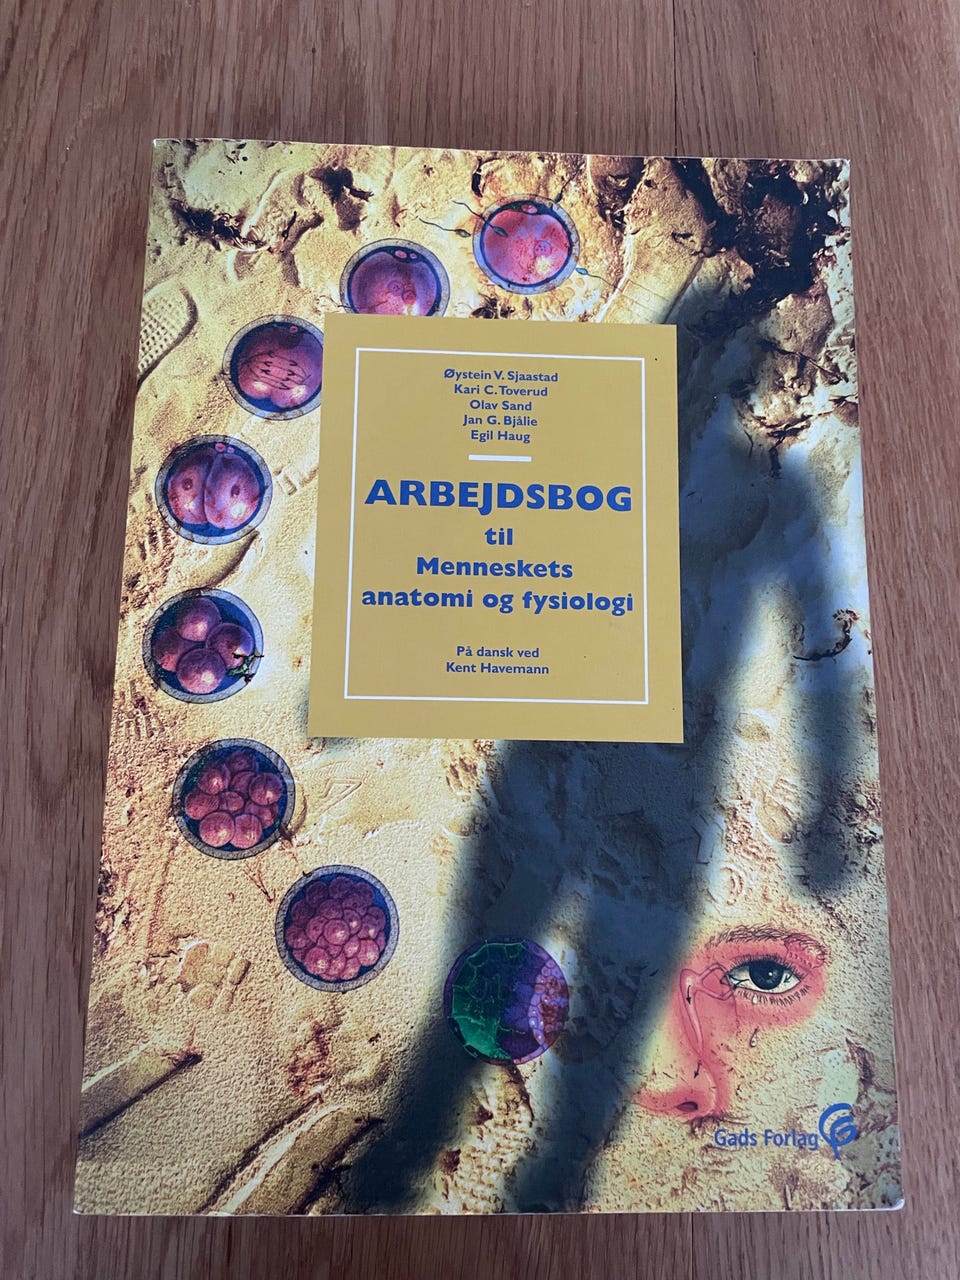 Øystein V. Sjaastad
Kari C. Toverud
Olav Sand
Jan G. Bjålie
Egil Haug
ARBEJDSBOG
til
Menneskets
anatomi og fysiologi
På dansk ved
Kent Havemann
Gads Forlag